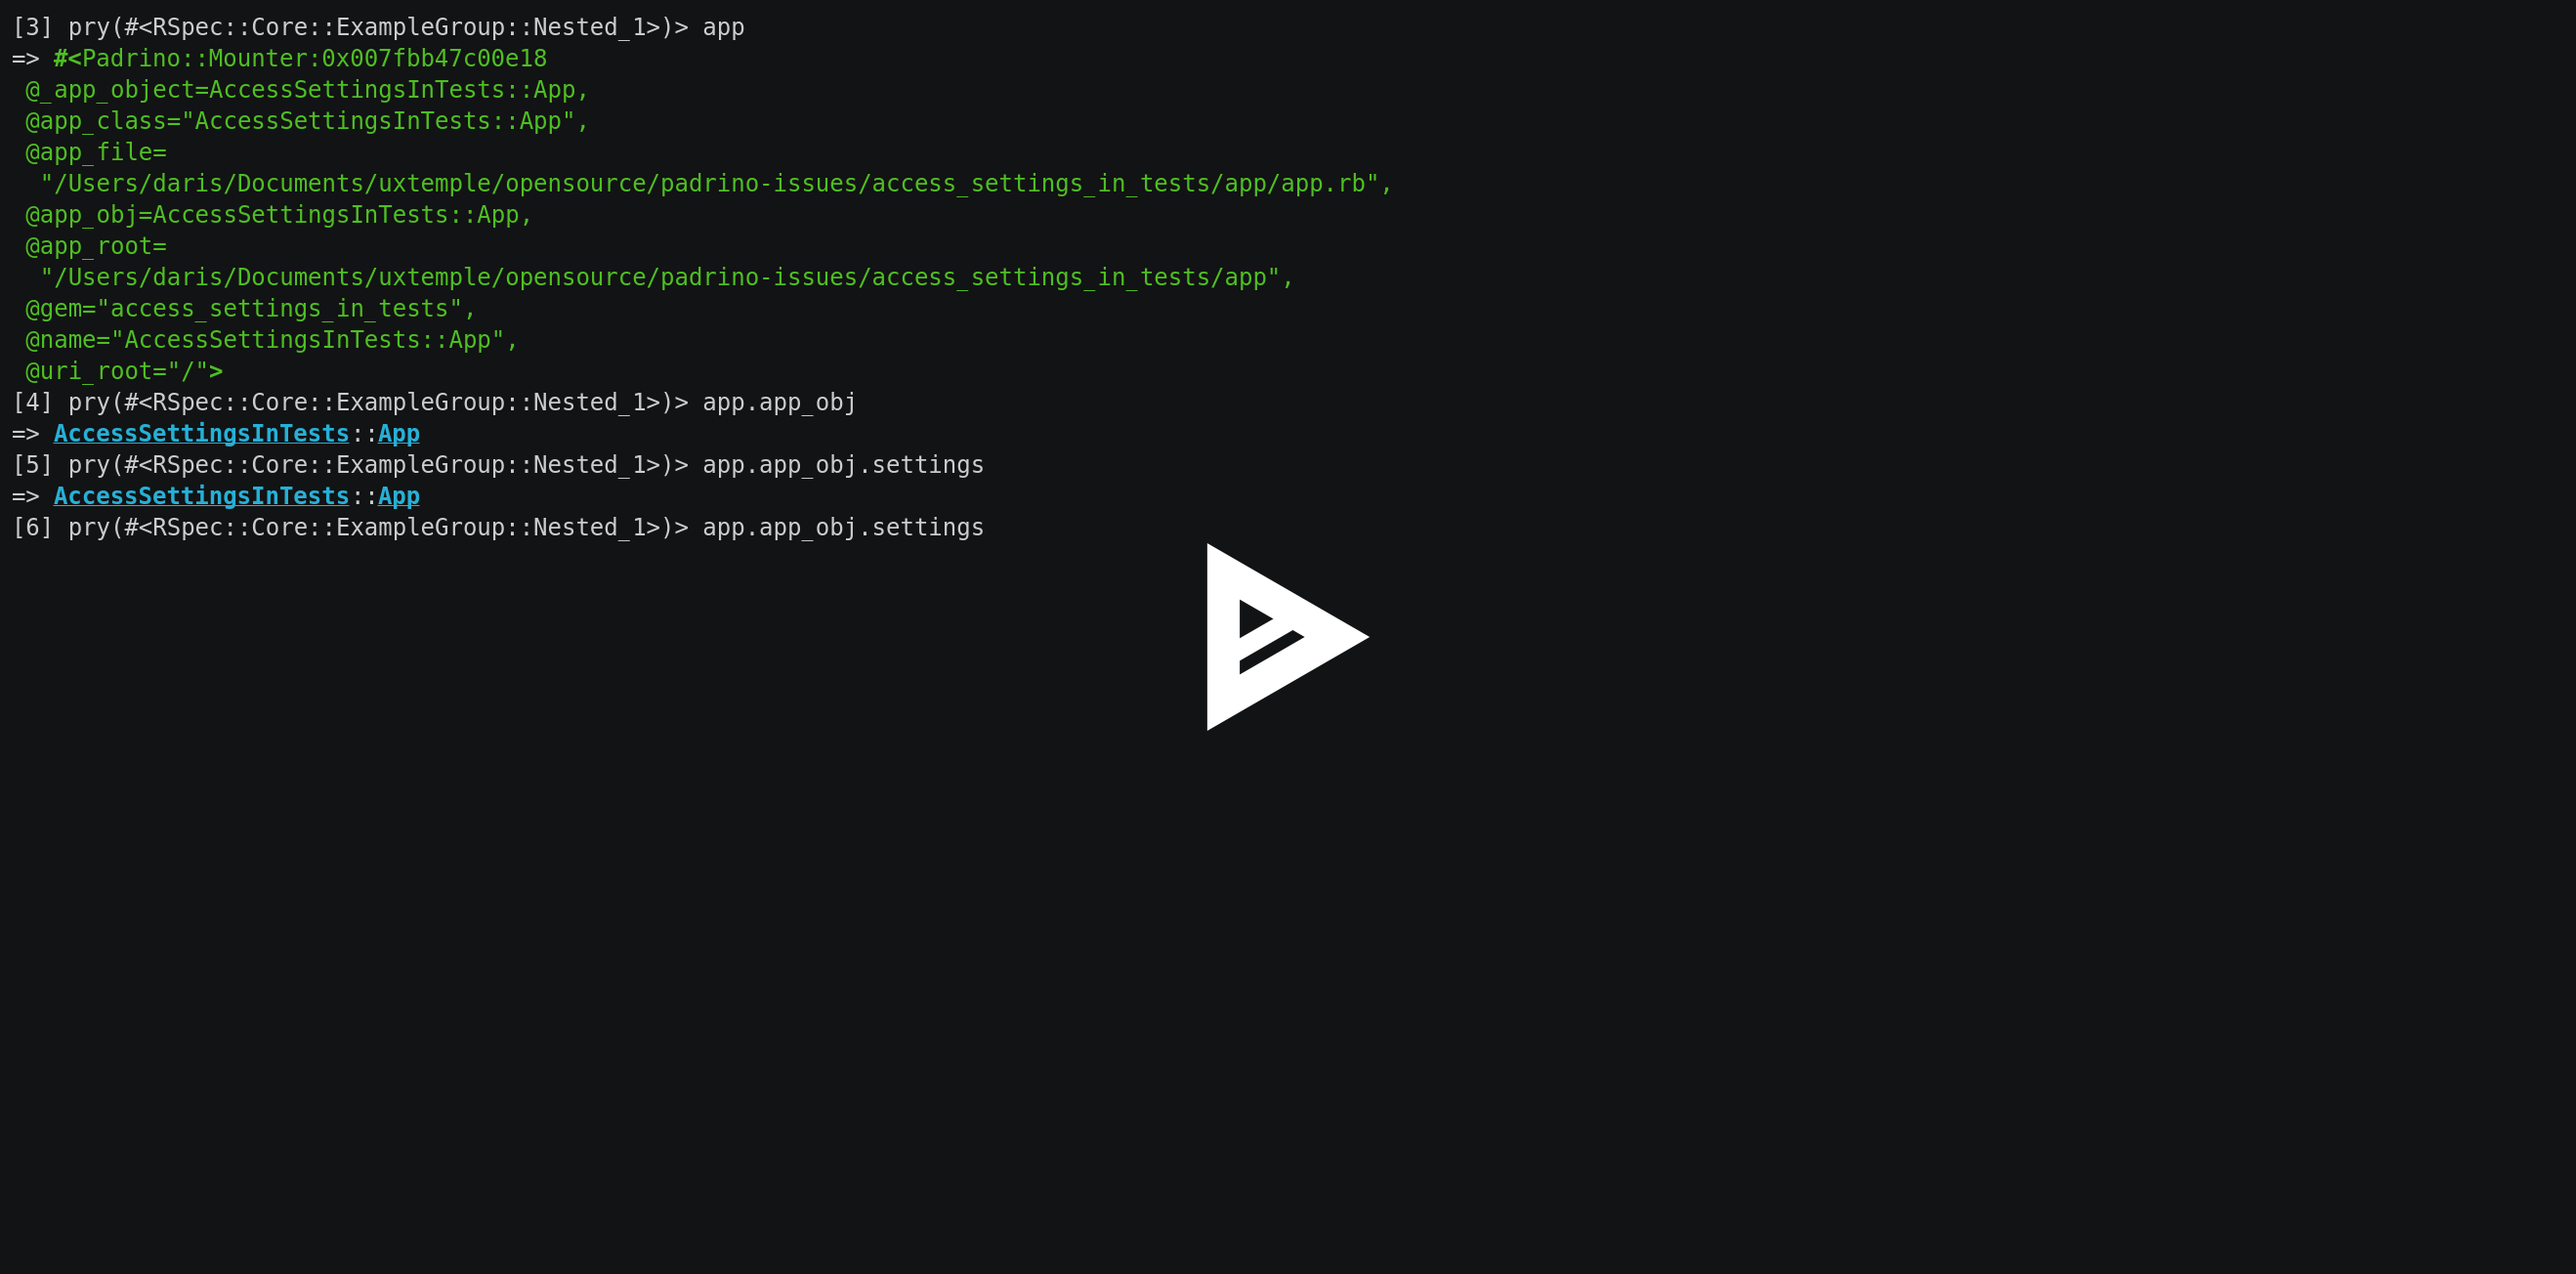 [3] pry(#<RSpec::Core::ExampleGroup::Nested_1>)> app
=> #<Padrino::Mounter:0x007fbb47c00e18
 @_app_object=AccessSettingsInTests::App,
 @app_class="AccessSettingsInTests::App",
 @app_file=
  "/Users/daris/Documents/uxtemple/opensource/padrino-issues/access_settings_in_tests/app/app.rb",
 @app_obj=AccessSettingsInTests::App,
 @app_root=
  "/Users/daris/Documents/uxtemple/opensource/padrino-issues/access_settings_in_tests/app",
 @gem="access_settings_in_tests",
 @name="AccessSettingsInTests::App",
 @uri_root="/">
[4] pry(#<RSpec::Core::ExampleGroup::Nested_1>)> app.app_obj
=> AccessSettingsInTests::App
[5] pry(#<RSpec::Core::ExampleGroup::Nested_1>)> app.app_obj.settings
=> AccessSettingsInTests::App
[6] pry(#<RSpec::Core::ExampleGroup::Nested_1>)> app.app_obj.settings